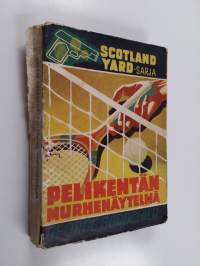 SCOTLAND
YARD-SARJA
PELIKENTÄN
MURHENÄYTELMÄ